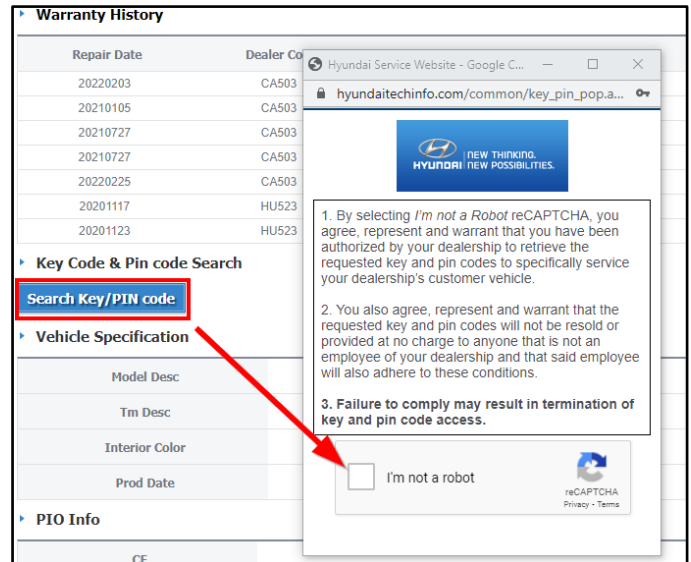 Warranty History
Repair Date Dealer Co
20220203 CA503
20210105 CA503
20210727 CA503
20210727 CA503
20220225 CA503
20201117 HU523
20201123 HU523
Key Code & Pin code Search
Search Key/PIN code
Vehicle Specification
Model Desc
Tm Desc
Interior Color
Prod Date
PIO Info
CF
Hyundai Service Website - Google C...
hyundaitechinfo.com/common/key_pin_pop.a...
HYUNDAI
NEW THINKING.
NEW POSSIBILITIES.
1. By selecting I'm not a Robot reCAPTCHA, you
agree, represent and warrant that you have been
authorized by your dealership to retrieve the
requested key and pin codes to specifically service
your dealership's customer vehicle.
2. You also agree, represent and warrant that the
requested key and pin codes will not be resold or
provided at no charge to anyone that is not an
employee of your dealership and that said employee
will also adhere to these conditions.
3. Failure to comply may result in termination of
key and pin code access.
I'm not a robot
reCAPTCHA
Privacy - Terms